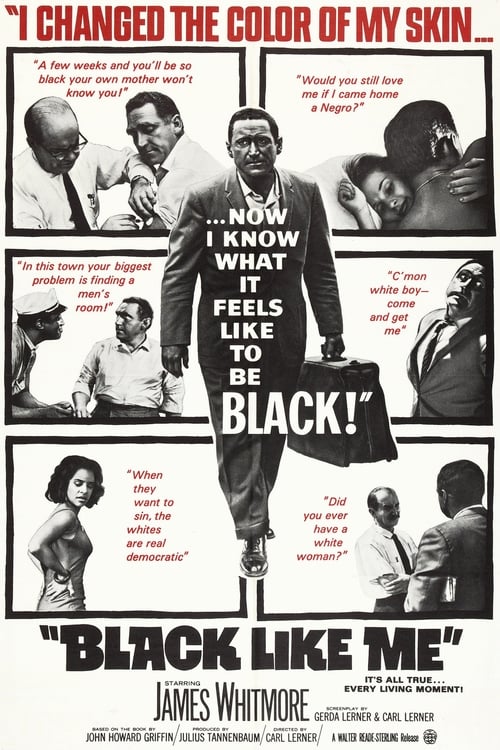 "I CHANGED THE COLOR OF MY SKIN...
"A few weeks and you'll be so
black your own mother won't
know you!"
"Would you still love
me if I came home
a Negro?"
...NOW
I KNOW
WHAT
IT
FEELS
LIKE
TO
BE
BLACK!"
"In this town your biggest
problem is finding a
men's
room!"
"C'mon
white boy—
come
and get
me"
"When
they
want to
sin, the
whites
are real
democratic"
"Did
you ever
have a
white
woman?"
"BLACK LIKE ME"
IT'S ALL TRUE...
EVERY LIVING MOMENT!
STARRING
JAMES WHITMORE
SCREENPLAY BY
GERDA LERNER & CARL LERNER
BASED ON THE BOOK BY
JOHN HOWARD GRIFFIN
PRODUCED BY
JULIUS TANNENBAUM
DIRECTED BY
CARL LERNER
A WALTER READE-STERLING Release